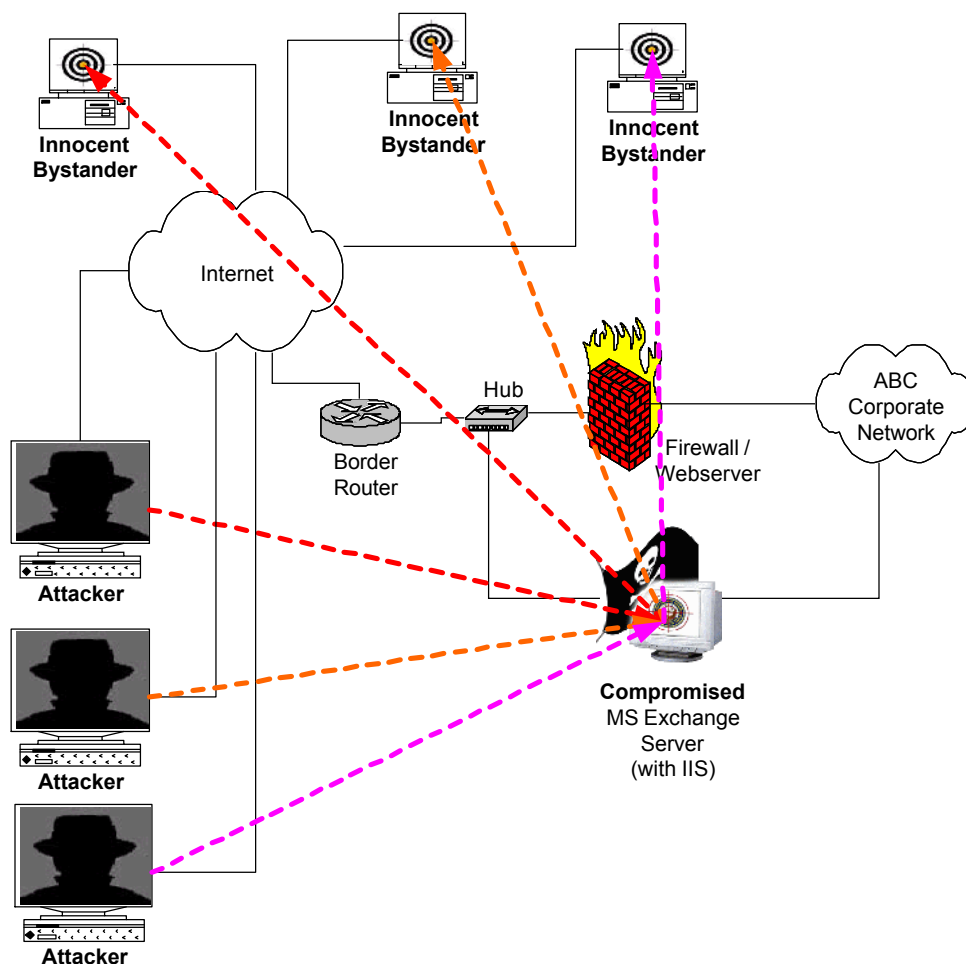 Innocent
Bystander
Innocent
Bystander
Innocent
Bystander
Internet
Hub
ABC
Corporate
Network
Border
Router
Firewall /
Webserver
Attacker
Compromised
MS Exchange
Server
(with IIS)
Attacker
Attacker